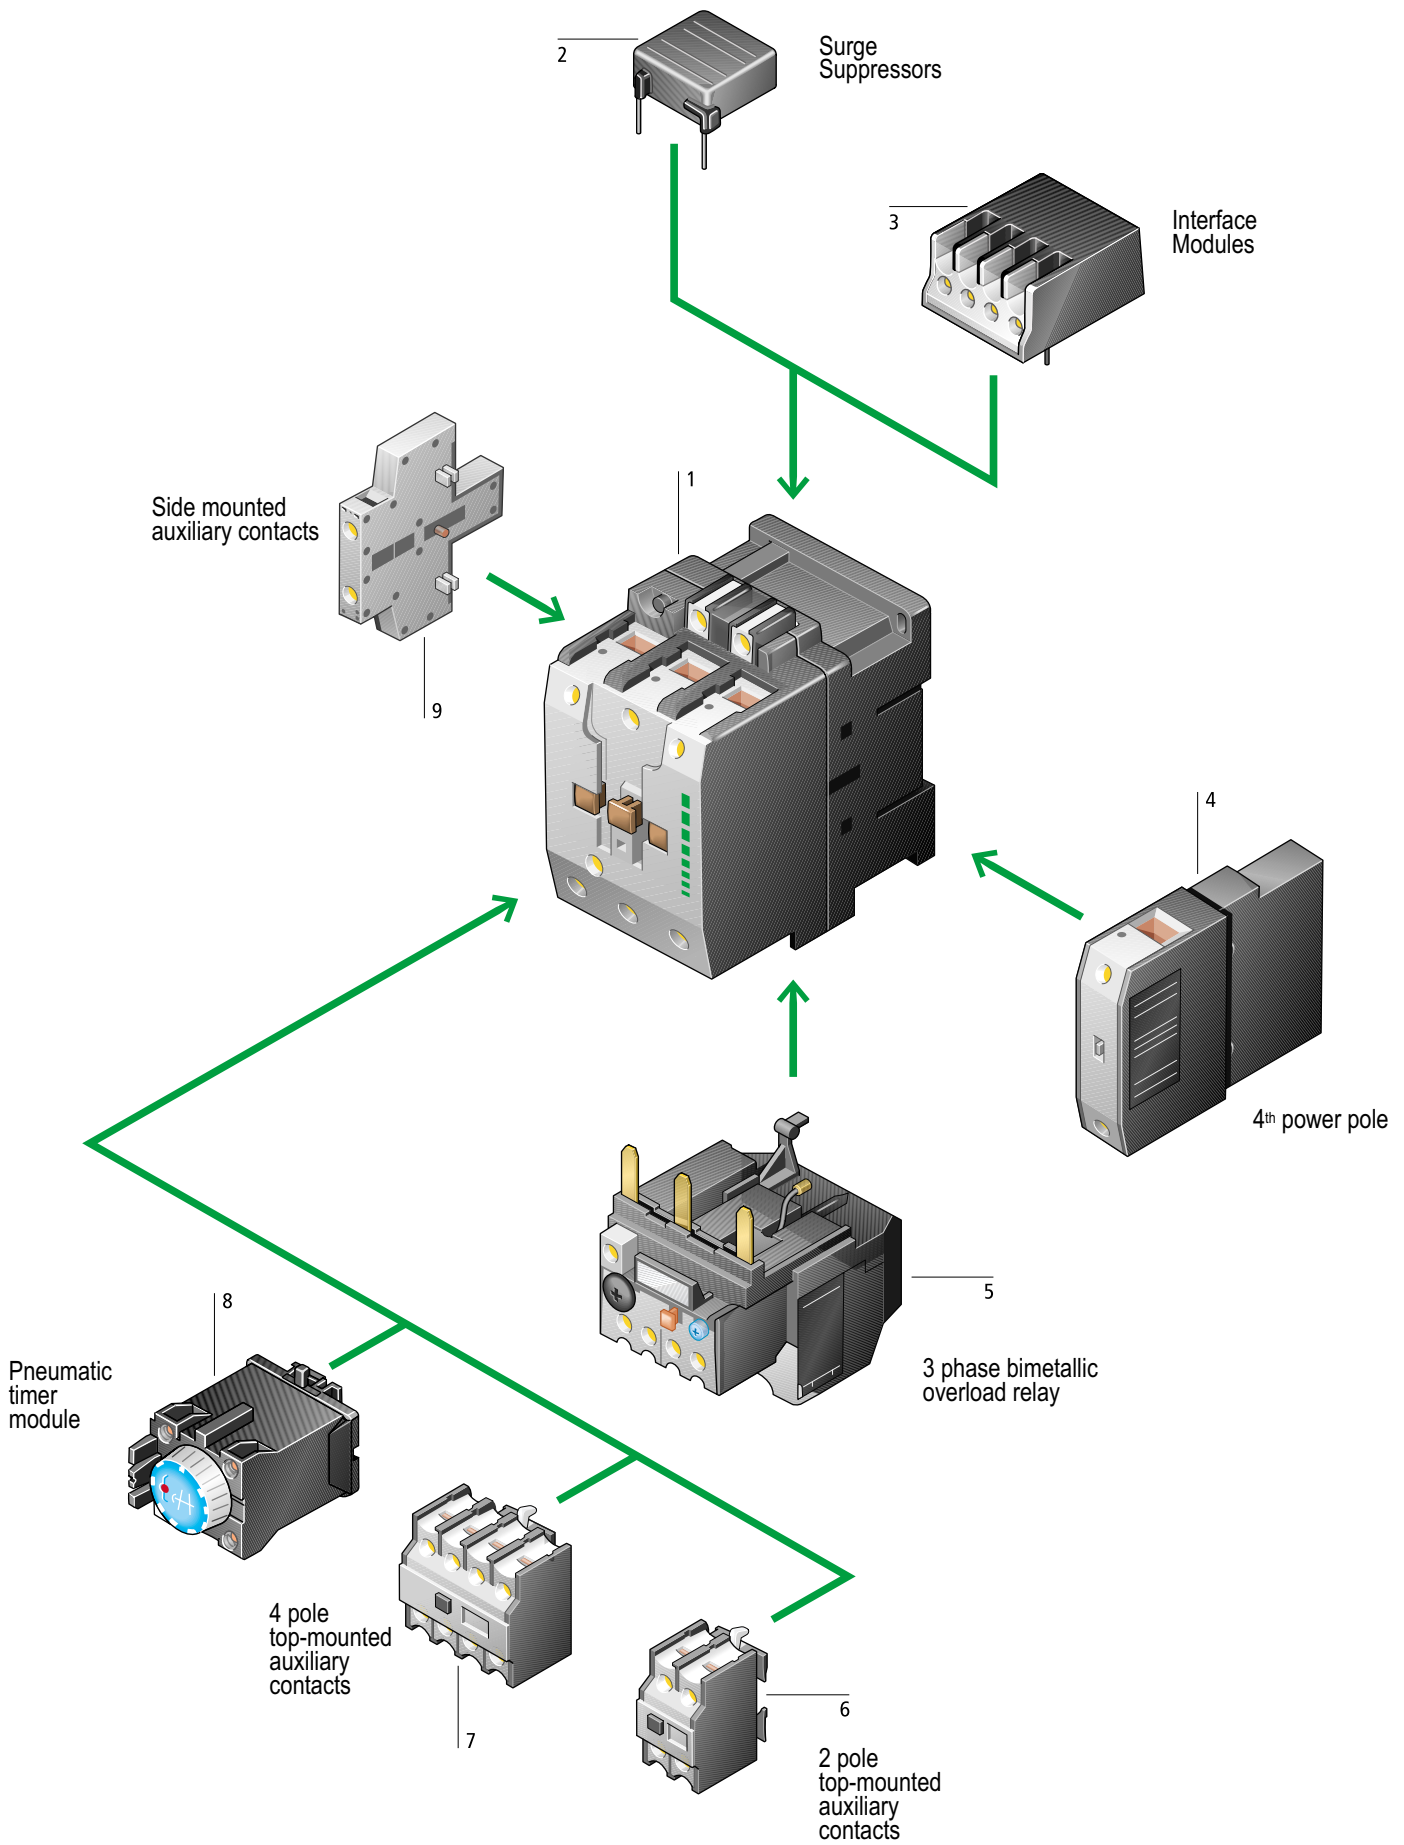 2
Surge
Suppressors
3
Interface
Modules
1
Side mounted
auxiliary contacts
9
4
4th power pole
5
3 phase bimetallic
overload relay
8
Pneumatic
timer
module
4 pole
top-mounted
auxiliary
contacts
7
6
2 pole
top-mounted
auxiliary
contacts